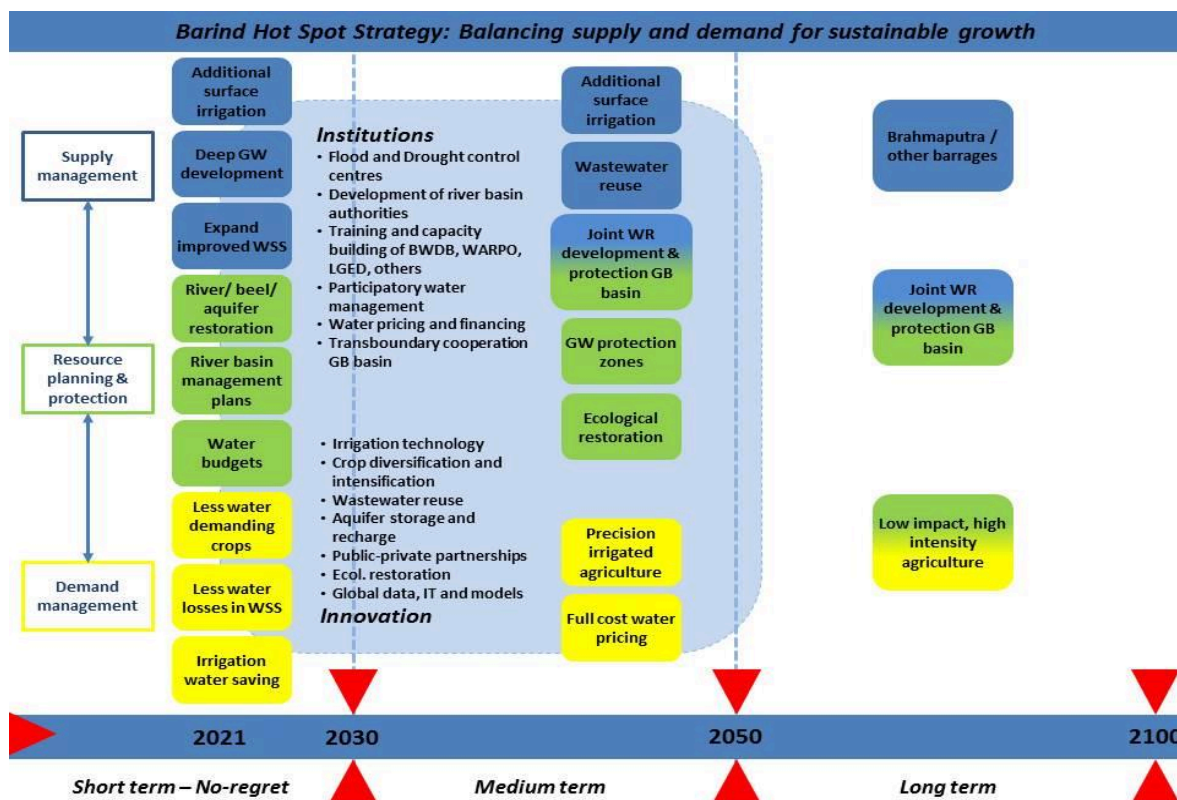 Barind Hot Spot Strategy: Balancing supply and demand for sustainable growth
Supply
management
Resource
planning &
protection
Demand
management
Additional
surface
irrigation
Deep GW
development
Expand
improved WSS
River/ beel/
aquifer
restoration
River basin
management
plans
Water
budgets
Less water
demanding
crops
Less water
losses in WSS
Irrigation
water saving
Institutions
• Flood and Drought control
centres
• Development of river basin
authorities
• Training and capacity
building of BWDB, WARPO,
LGED, others
• Participatory water
management
• Water pricing and financing
• Transboundary cooperation
GB basin
• Irrigation technology
• Crop diversification and
intensification
• Wastewater reuse
• Aquifer storage and
recharge
• Public-private partnerships
• Ecol. restoration
• Global data, IT and models
Innovation
Additional
surface
irrigation
Wastewater
reuse
Joint WR
development &
protection GB
basin
GW protection
zones
Ecological
restoration
Precision
irrigated
agriculture
Full cost water
pricing
Brahmaputra /
other barrages
Joint WR
development &
protection GB
basin
Low impact, high
intensity
agriculture
2021 2030 2050 2100
Short term – No-regret Medium term Long term